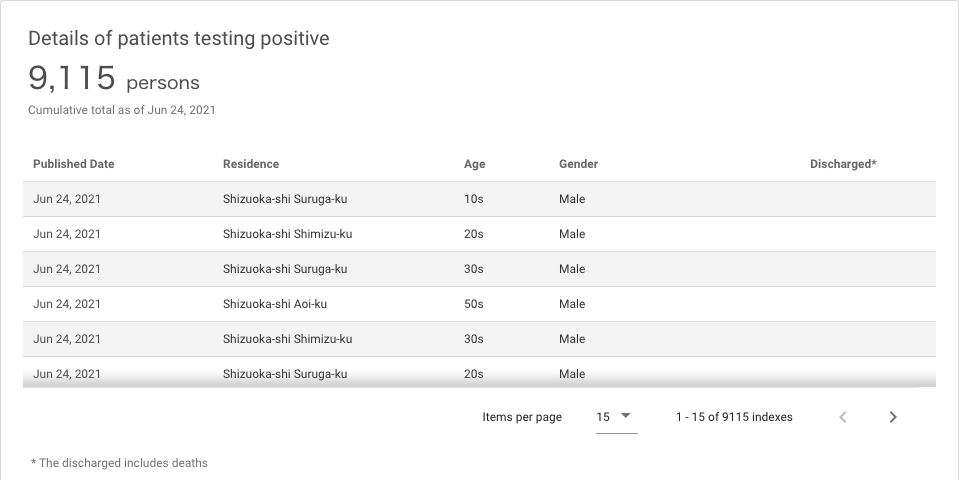 Details of patients testing positive
9,115 persons
Cumulative total as of Jun 24, 2021
Published Date Residence Age Gender Discharged*
Jun 24, 2021 Shizuoka-shi Suruga-ku 10s Male
Jun 24, 2021 Shizuoka-shi Shimizu-ku 20s Male
Jun 24, 2021 Shizuoka-shi Suruga-ku 30s Male
Jun 24, 2021 Shizuoka-shi Aoi-ku 50s Male
Jun 24, 2021 Shizuoka-shi Shimizu-ku 30s Male
Jun 24, 2021 Shizuoka-shi Suruga-ku 20s Male
Items per page 15 1 - 15 of 9115 indexes
* The discharged includes deaths